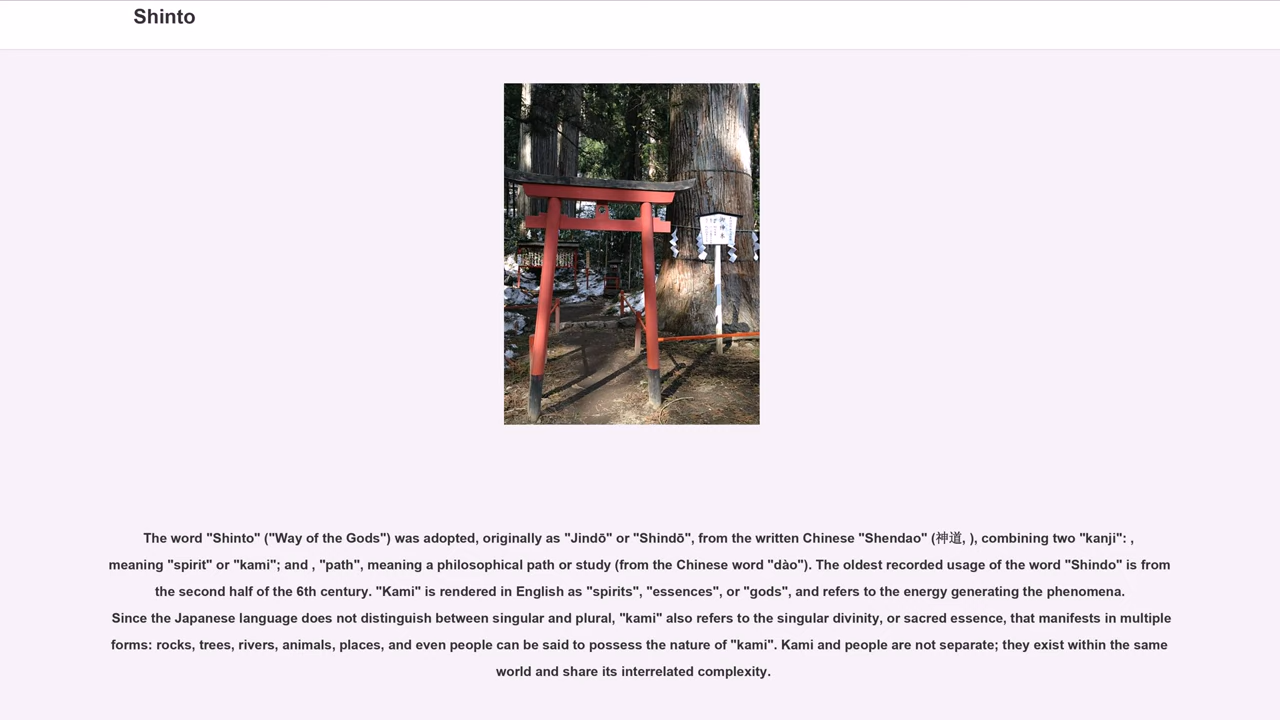 Shinto
御神木
The word "Shinto" ("Way of the Gods") was adopted, originally as "Jindō" or "Shindō", from the written Chinese "Shendao" (神道, ), combining two "kanji": ,
meaning "spirit" or "kami"; and , "path", meaning a philosophical path or study (from the Chinese word "dào"). The oldest recorded usage of the word "Shindo" is from
the second half of the 6th century. "Kami" is rendered in English as "spirits", "essences", or "gods", and refers to the energy generating the phenomena.
Since the Japanese language does not distinguish between singular and plural, "kami" also refers to the singular divinity, or sacred essence, that manifests in multiple
forms: rocks, trees, rivers, animals, places, and even people can be said to possess the nature of "kami". Kami and people are not separate; they exist within the same
world and share its interrelated complexity.